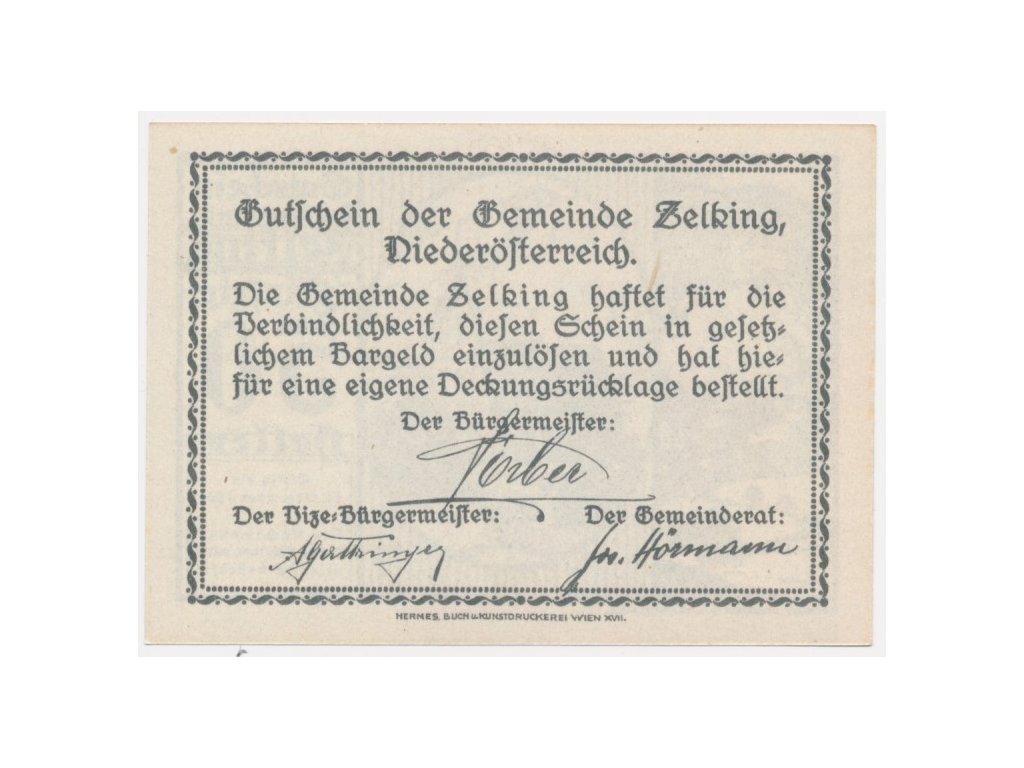 Gutschein der Gemeinde Zelking,
Niederösterreich.
Die Gemeinde Zelking haftet für die
Verbindlichkeit, diesen Schein in gesetz-
lichem Bargeld einzulösen und hat hie-
für eine eigene Deckungsrücklage bestellt.
Der Bürgermeister:
Der Vize-Bürgermeister: Der Gemeinderat:
Jos. Hörmann
HERMES, BUCH u. KUNSTDRUCKEREI WIEN XVII.